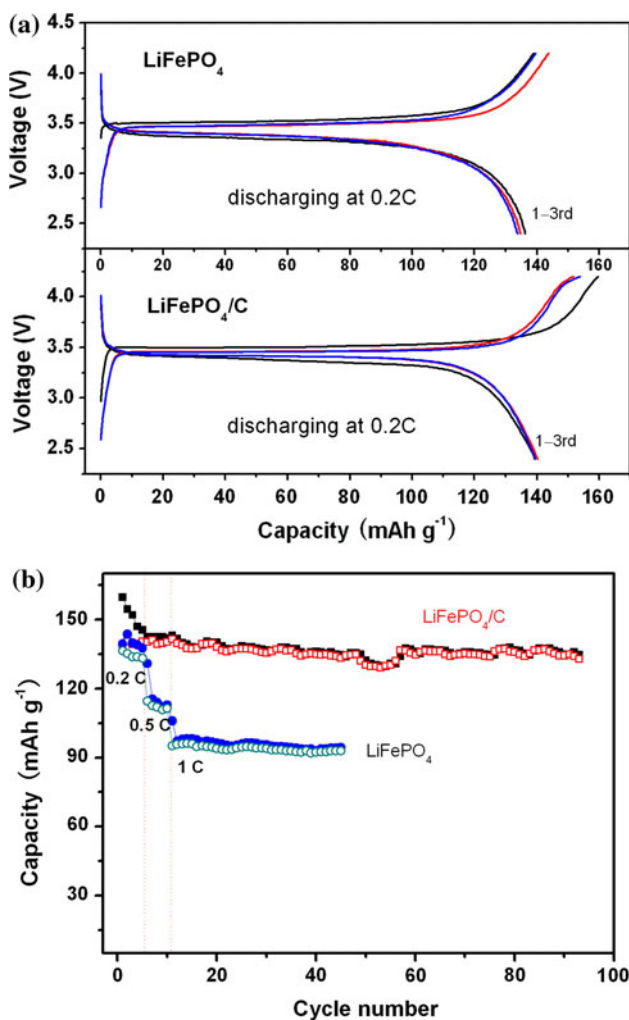 (a)
LiFePO4
4.0
3.5
3.0
2.5
Voltage (V)
discharging at 0.2C
1–3rd
0 20 40 60 80 100 120 140 160
LiFePO4/C
4.0
3.5
3.0
2.5
Voltage (V)
discharging at 0.2C
1–3rd
0 20 40 60 80 100 120 140 160
Capacity (mAh g-1)
(b)
150
120
90
60
30
Capacity (mAh g-1)
LiFePO4/C
0.2 C
0.5 C
1 C
LiFePO4
0 20 40 60 80 100
Cycle number